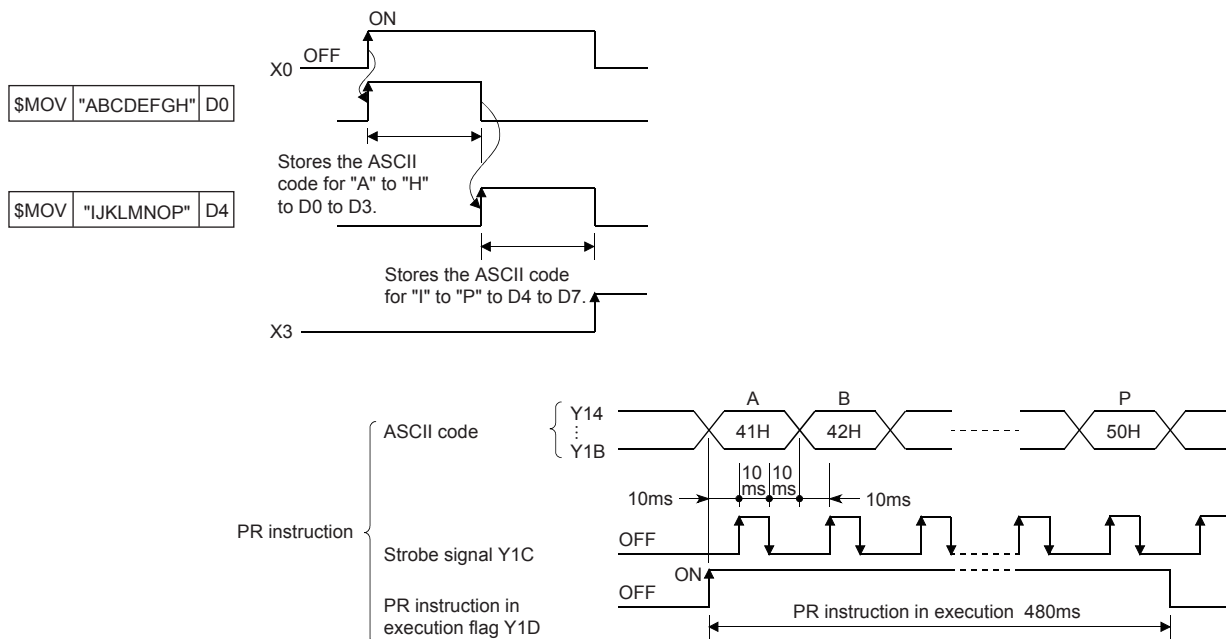 ON
OFF
X0
$MOV "ABCDEFGH" D0
Stores the ASCII
code for "A" to "H"
to D0 to D3.
$MOV "IJKLMNOP" D4
Stores the ASCII code
for "I" to "P" to D4 to D7.
X3
A B P
Y14
ASCII code
Y1B
41H 42H 50H
10 10
ms ms
10ms 10ms
PR instruction
OFF
Strobe signal Y1C
ON
OFF
PR instruction in
execution flag Y1D
PR instruction in execution 480ms